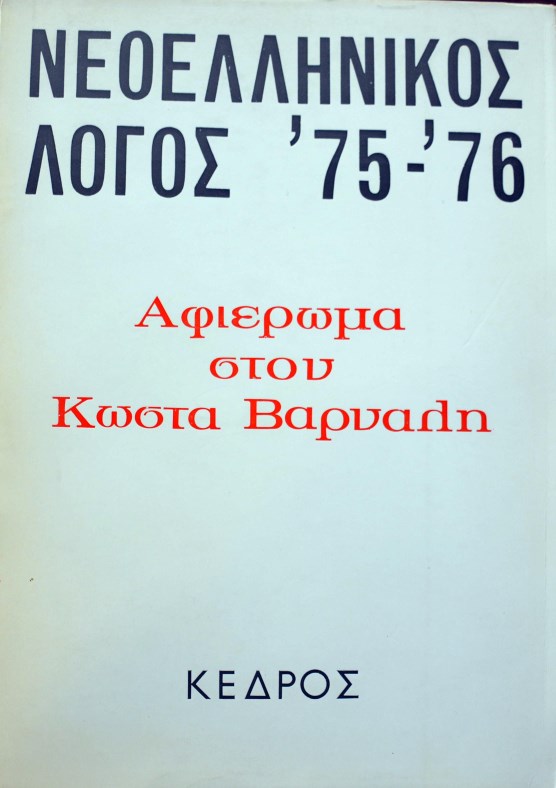 ΝΕΟΕΛΛΗΝΙΚΟΣ
ΛΟΓΟΣ '75-'76
Αφιερωμα
στον
Κωστα Βαρναλη
ΚΕΔΡΟΣ